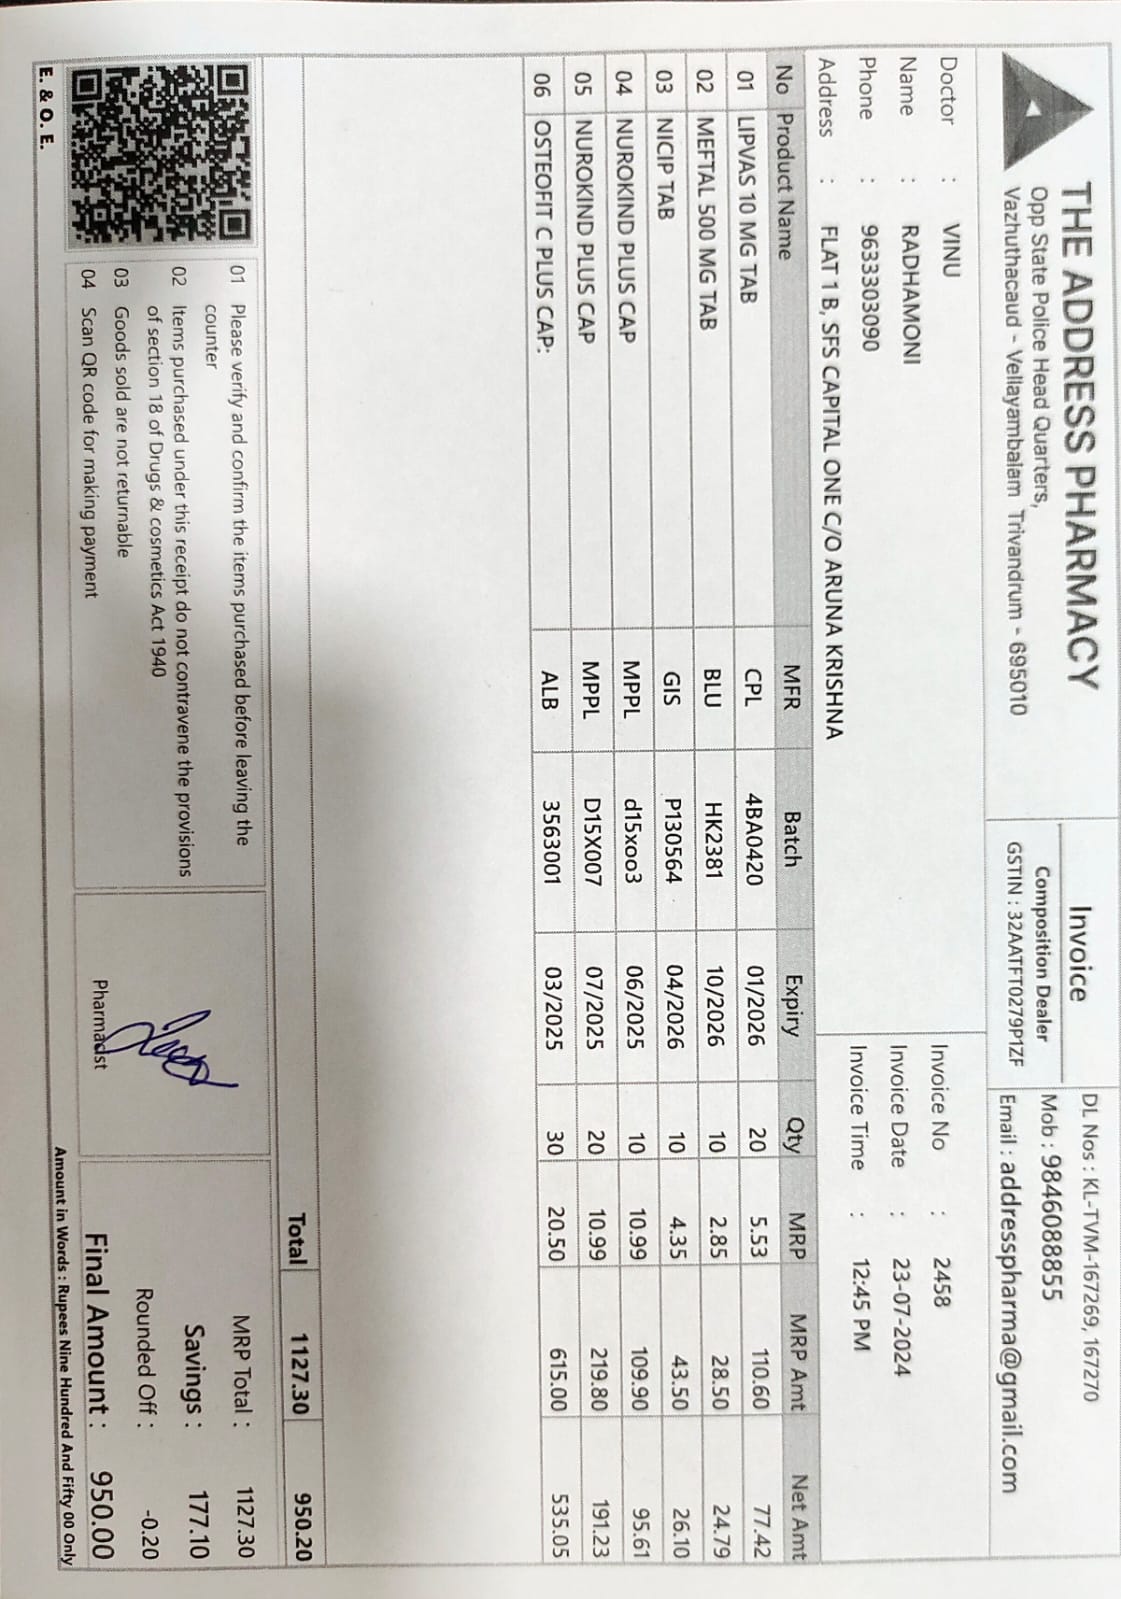 THE ADDRESS PHARMACY
Opp State Police Head Quarters,
Vazhuthacaud - Vellayambalam Trivandrum - 695010
Invoice
Composition Dealer
GSTIN : 32AATFT0279P1ZF
DL Nos : KL-TVM-167269, 167270
Mob : 9846088855
Email : addresspharma@gmail.com
Doctor : VINU
Name : RADHAMONI
Phone : 9633303090
Address : FLAT 1 B, SFS CAPITAL ONE C/O ARUNA KRISHNA
Invoice No : 2458
Invoice Date : 23-07-2024
Invoice Time : 12:45 PM
No Product Name MFR Batch Expiry Qty MRP MRP Amt Net Amt
01 LIPVAS 10 MG TAB CPL 4BA0420 01/2026 20 5.53 110.60 77.42
02 MEFTAL 500 MG TAB BLU HK2381 10/2026 10 2.85 28.50 24.79
03 NICIP TAB GIS P130564 04/2026 10 4.35 43.50 26.10
04 NUROKIND PLUS CAP MPPL d15xoo3 06/2025 10 10.99 109.90 95.61
05 NUROKIND PLUS CAP MPPL D15X007 07/2025 20 10.99 219.80 191.23
06 OSTEOFIT C PLUS CAP: ALB 3563001 03/2025 30 20.50 615.00 535.05
Total 1127.30 950.20
01 Please verify and confirm the items purchased before leaving the
counter
02 Items purchased under this receipt do not contravene the provisions
of section 18 of Drugs & cosmetics Act 1940
03 Goods sold are not returnable
04 Scan QR code for making payment
Pharmacist
MRP Total : 1127.30
Savings : 177.10
Rounded Off : -0.20
Final Amount : 950.00
Amount in Words : Rupees Nine Hundred And Fifty 00 Only
E. & O. E.